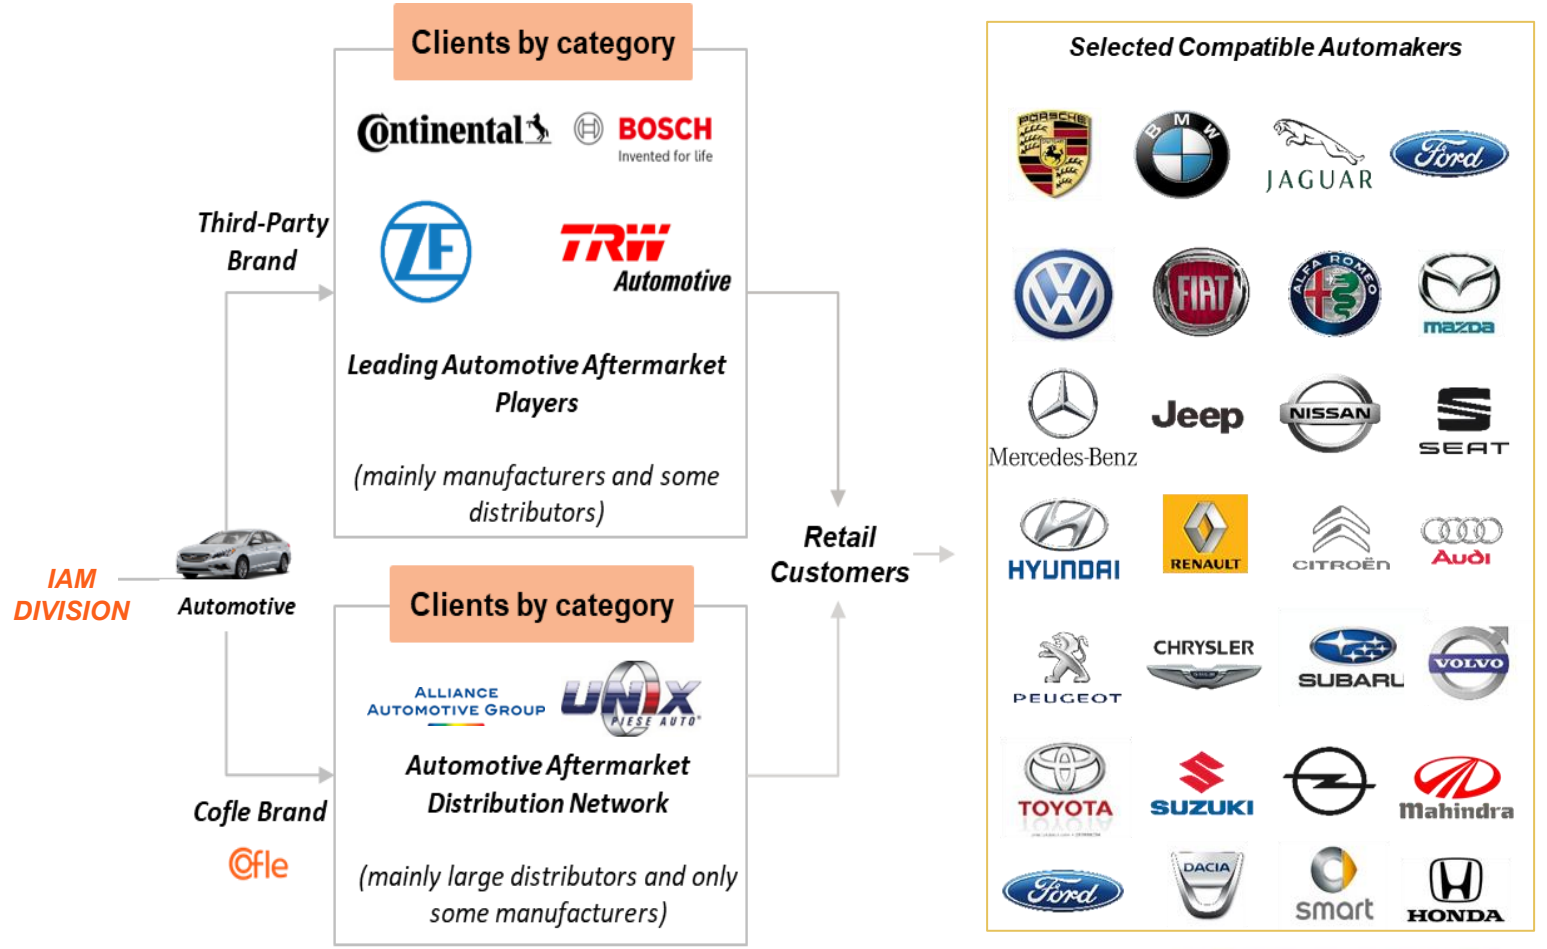 Clients by category
Continental
BOSCH
Invented for life
ZF
TRW
Automotive
Third-Party
Brand
Leading Automotive Aftermarket
Players
(mainly manufacturers and some
distributors)
IAM
DIVISION
Automotive
Clients by category
ALLIANCE
AUTOMOTIVE GROUP
UNIX
PIESE AUTO
Automotive Aftermarket
Distribution Network
(mainly large distributors and only
some manufacturers)
Cofle Brand
Cofle
Retail
Customers
Selected Compatible Automakers
PORSCHE
BMW
JAGUAR
Ford
VW
FIAT
ALFA ROMEO
mazda
Mercedes-Benz
Jeep
NISSAN
SEAT
HYUNDAI
RENAULT
CITROËN
Audi
PEUGEOT
CHRYSLER
SUBARU
VOLVO
TOYOTA
SUZUKI
Mahindra
Ford
DACIA
smart
HONDA